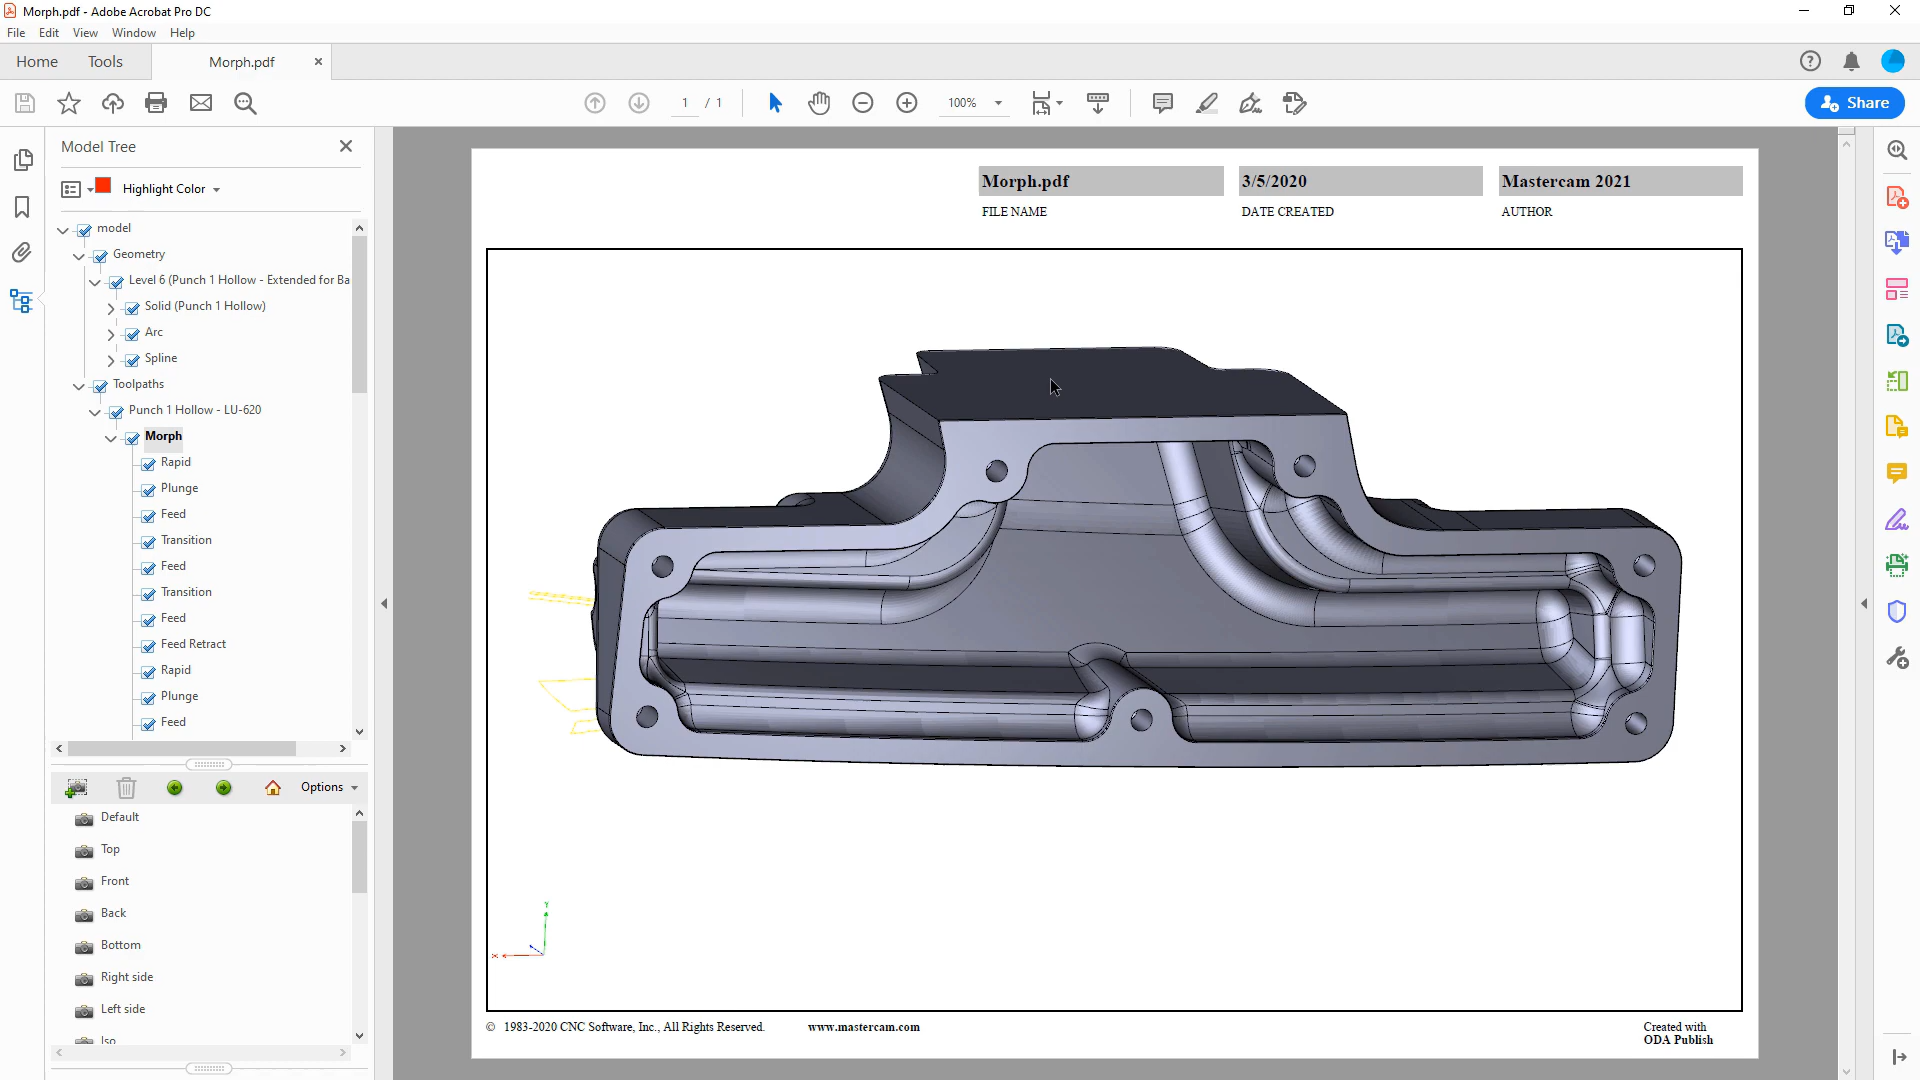 Morph.pdf - Adobe Acrobat Pro DC
File Edit View Window Help
Home Tools Morph.pdf
1 / 1 100% Share
Model Tree
Highlight Color
model
Geometry
Level 6 (Punch 1 Hollow - Extended for Ba
Solid (Punch 1 Hollow)
Arc
Spline
Toolpaths
Punch 1 Hollow - LU-620
Morph
Rapid
Plunge
Feed
Transition
Feed
Transition
Feed
Feed Retract
Rapid
Plunge
Feed
Options
Default
Top
Front
Back
Bottom
Right side
Left side
Iso
Morph.pdf 3/5/2020 Mastercam 2021
FILE NAME DATE CREATED AUTHOR
Y
X
© 1983-2020 CNC Software, Inc., All Rights Reserved. www.mastercam.com
Created with
ODA Publish